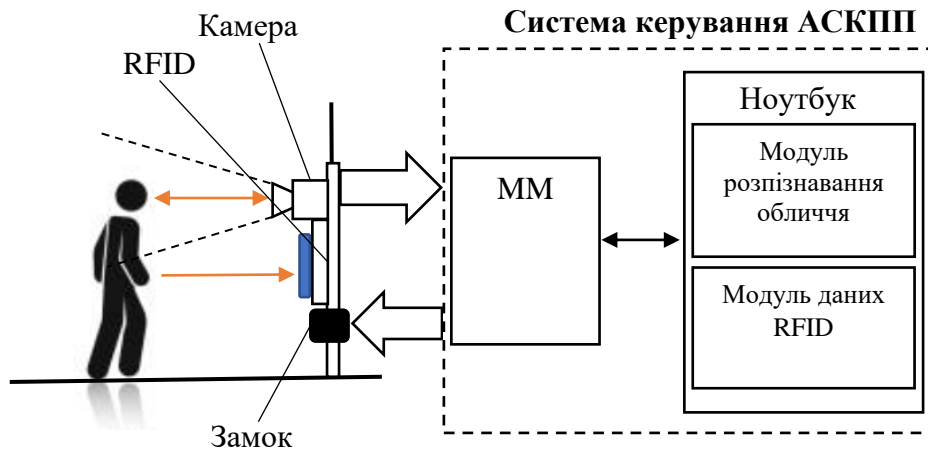 Система керування АСКПП
Камера
RFID
Замок
ММ
Ноутбук
Модуль
розпізнавання
обличчя
Модуль даних
RFID